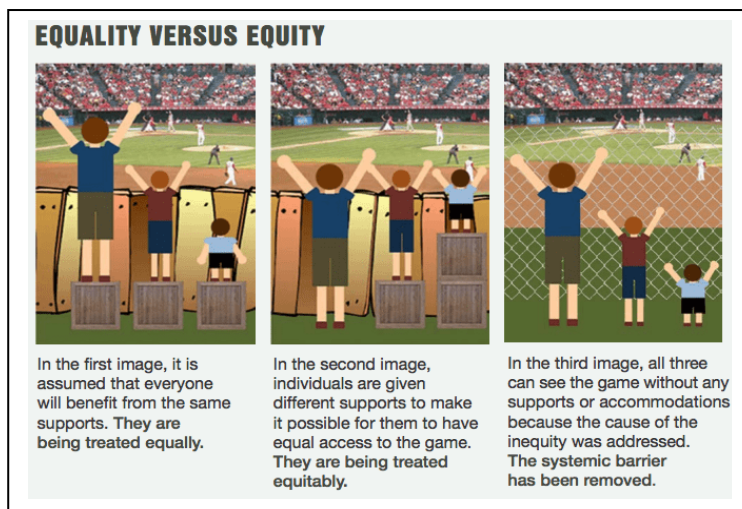 EQUALITY VERSUS EQUITY
In the first image, it is
assumed that everyone
will benefit from the same
supports. They are
being treated equally.
In the second image,
individuals are given
different supports to make
it possible for them to have
equal access to the game.
They are being treated
equitably.
In the third image, all three
can see the game without any
supports or accommodations
because the cause of the
inequity was addressed.
The systemic barrier
has been removed.